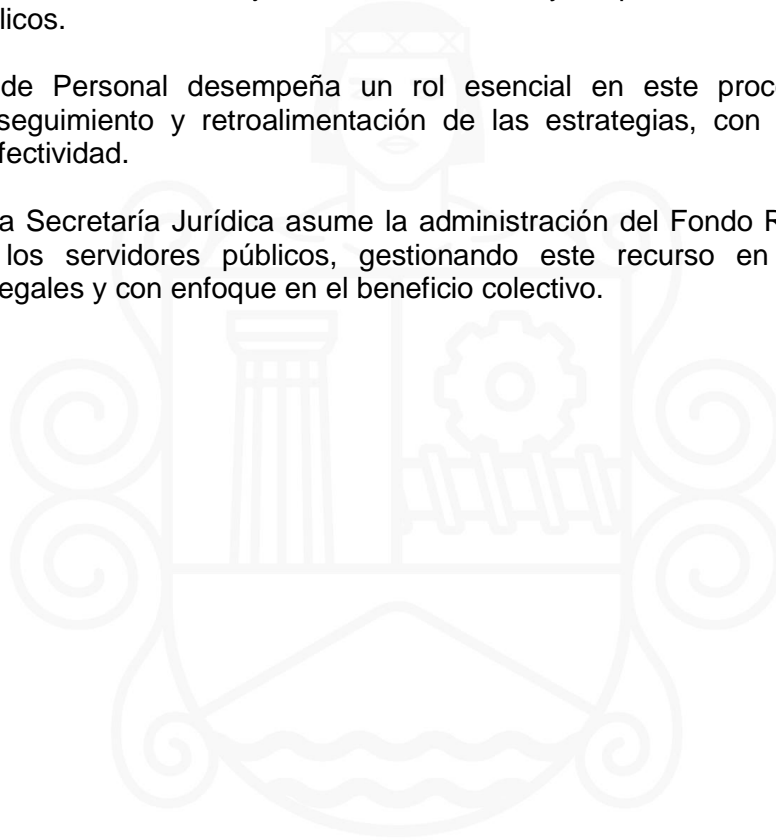 licos.
de Personal desempeña un rol esencial en este proc
seguimiento y retroalimentación de las estrategias, con
fectividad.
a Secretaría Jurídica asume la administración del Fondo R
los servidores públicos, gestionando este recurso en
egales y con enfoque en el beneficio colectivo.